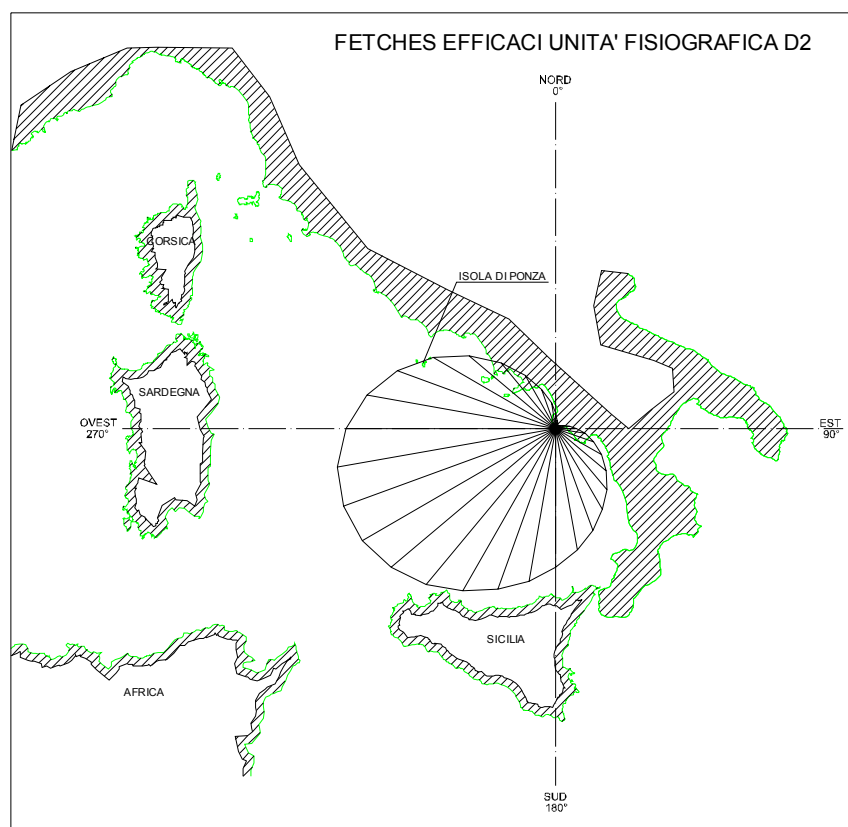 FETCHES EFFICACI UNITA' FISIOGRAFICA D2
NORD
0°
CORSICA
ISOLA DI PONZA
SARDEGNA
OVEST
270°
EST
90°
SICILIA
AFRICA
SUD
180°